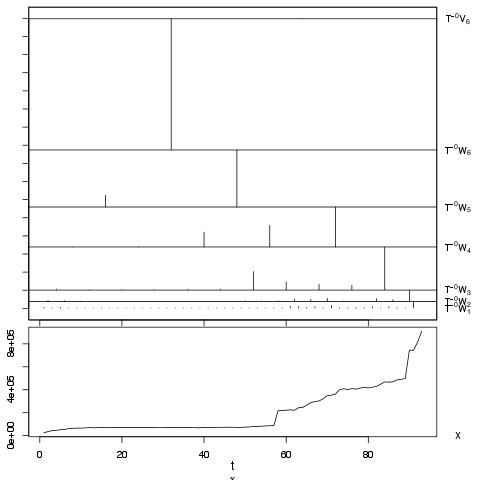 T⁻⁰V₆
T⁻⁰W₆
T⁻⁰W₅
T⁻⁰W₄
T⁻⁰W₃
T⁻⁰W₂
T⁻⁰W₁
8e+05
4e+05
0e+00
0 20 40 60 80
t
x
X